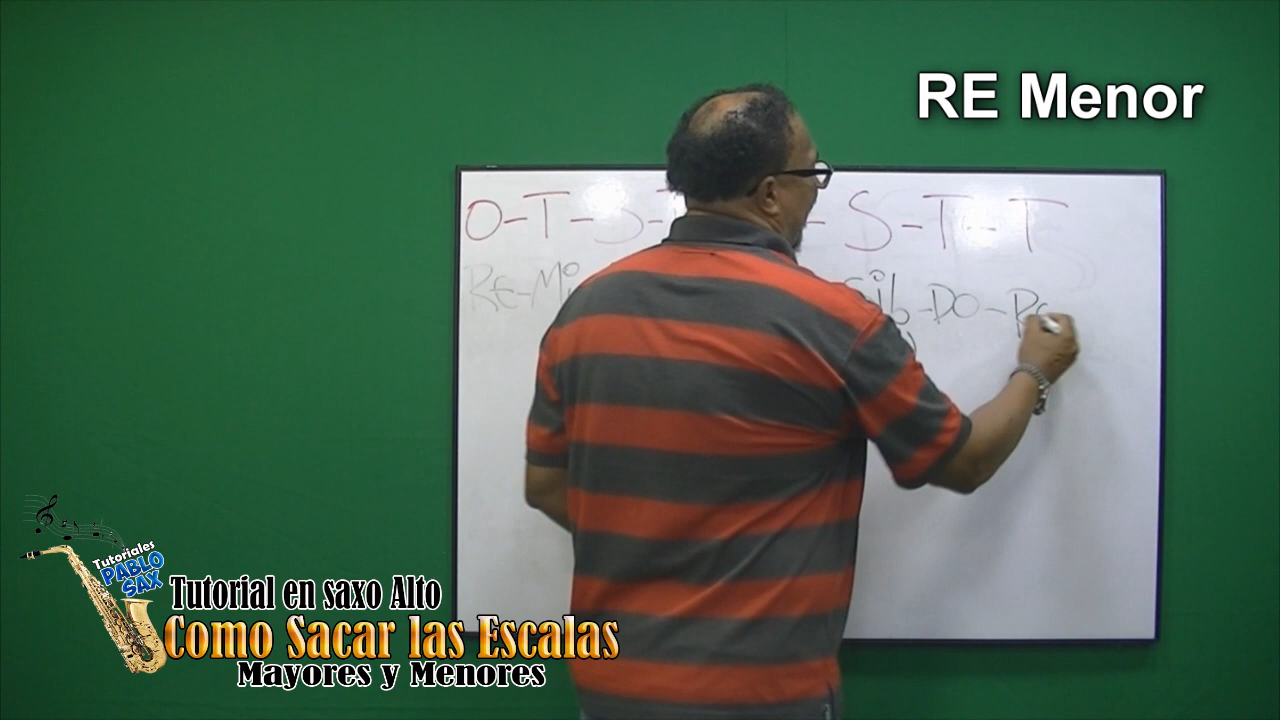 RE Menor
O-T-S-T - S-T-T
RE-Mi Sib-DO-RE
Tutoriales
PABLO
SAX
Tutorial en saxo Alto
Como Sacar las Escalas
Mayores y Menores